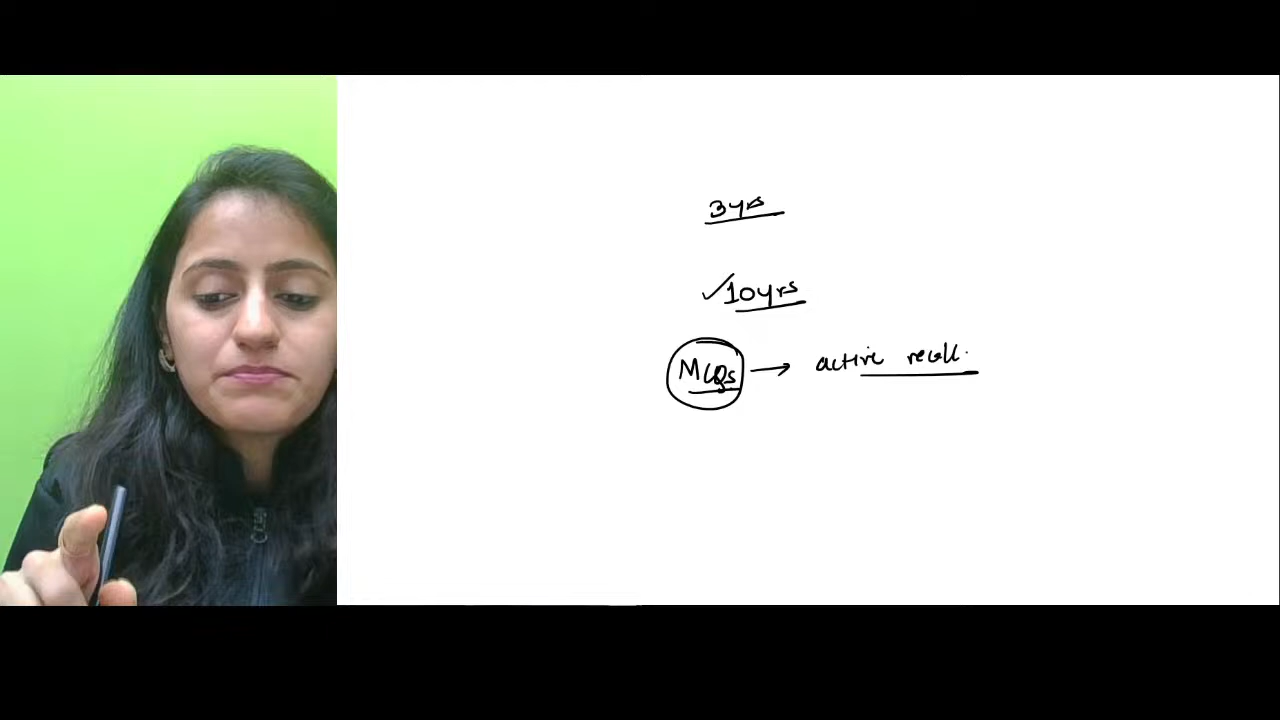 3yrs
✓10yrs
MCQs → active recall.